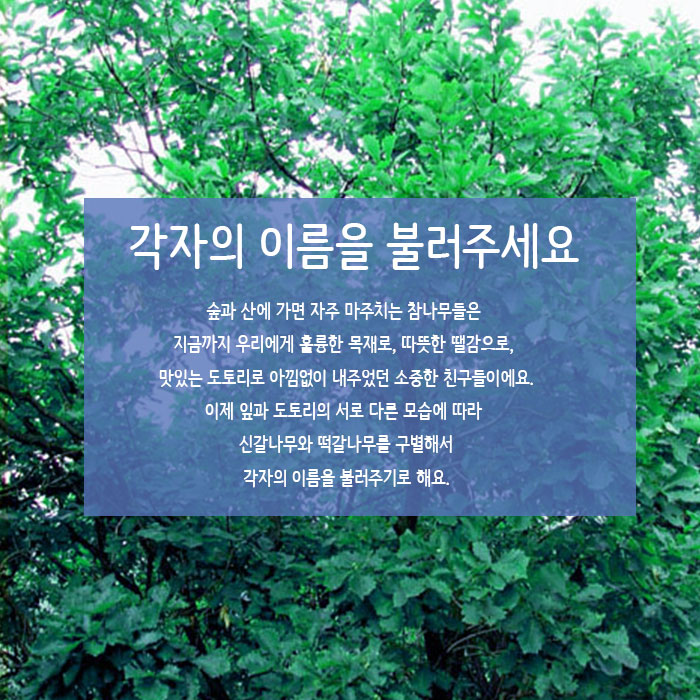 각자의 이름을 불러주세요
숲과 산에 가면 자주 마주치는 참나무들은
지금까지 우리에게 훌륭한 목재로, 따뜻한 땔감으로,
맛있는 도토리로 아낌없이 내주었던 소중한 친구들이에요.
이제 잎과 도토리의 서로 다른 모습에 따라
신갈나무와 떡갈나무를 구별해서
각자의 이름을 불러주기로 해요.